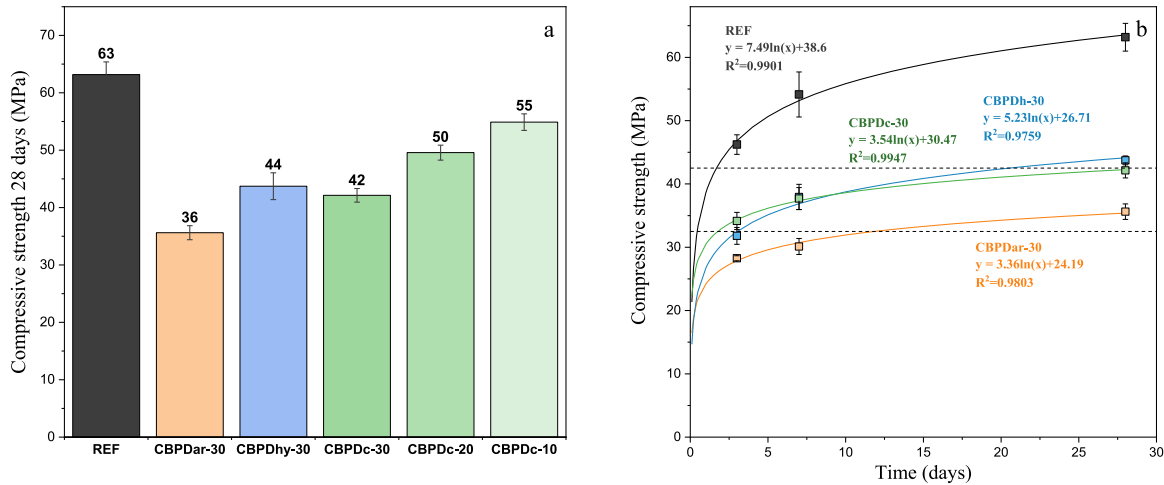 a
Compressive strength 28 days (MPa)
70
60
50
40
30
20
10
0
63
36
44
42
50
55
REF
CBPDar-30
CBPDhy-30
CBPDc-30
CBPDc-20
CBPDc-10
b
Compressive strength (MPa)
60
50
40
30
20
10
0
REF
y = 7.49ln(x)+38.6
R²=0.9901
CBPDh-30
y = 5.23ln(x)+26.71
R²=0.9759
CBPDc-30
y = 3.54ln(x)+30.47
R²=0.9947
CBPDar-30
y = 3.36ln(x)+24.19
R²=0.9803
0
5
10
15
20
25
30
Time (days)